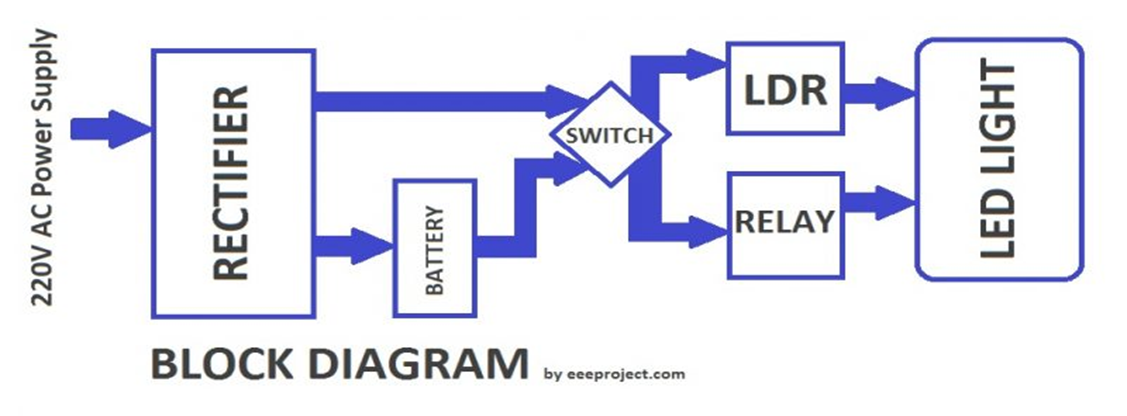 220V AC Power Supply
RECTIFIER
BATTERY
SWITCH
LDR
RELAY
LED LIGHT
BLOCK DIAGRAM by eeeproject.com